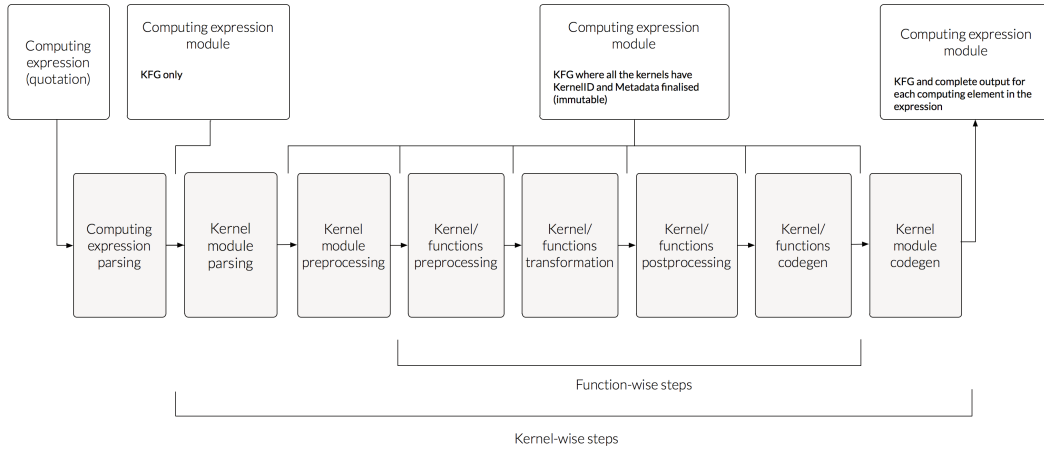 Computing
expression
(quotation)
Computing expression
module
KFG only
Computing expression
module
KFG where all the kernels have
KernelID and Metadata finalised
(immutable)
Computing expression
module
KFG and complete output for
each computing element in the
expression
Computing
expression
parsing
Kernel
module
parsing
Kernel
module
preprocessing
Kernel/
functions
preprocessing
Kernel/
functions
transformation
Kernel/
functions
postprocessing
Kernel/
functions
codegen
Kernel
module
codegen
Function-wise steps
Kernel-wise steps